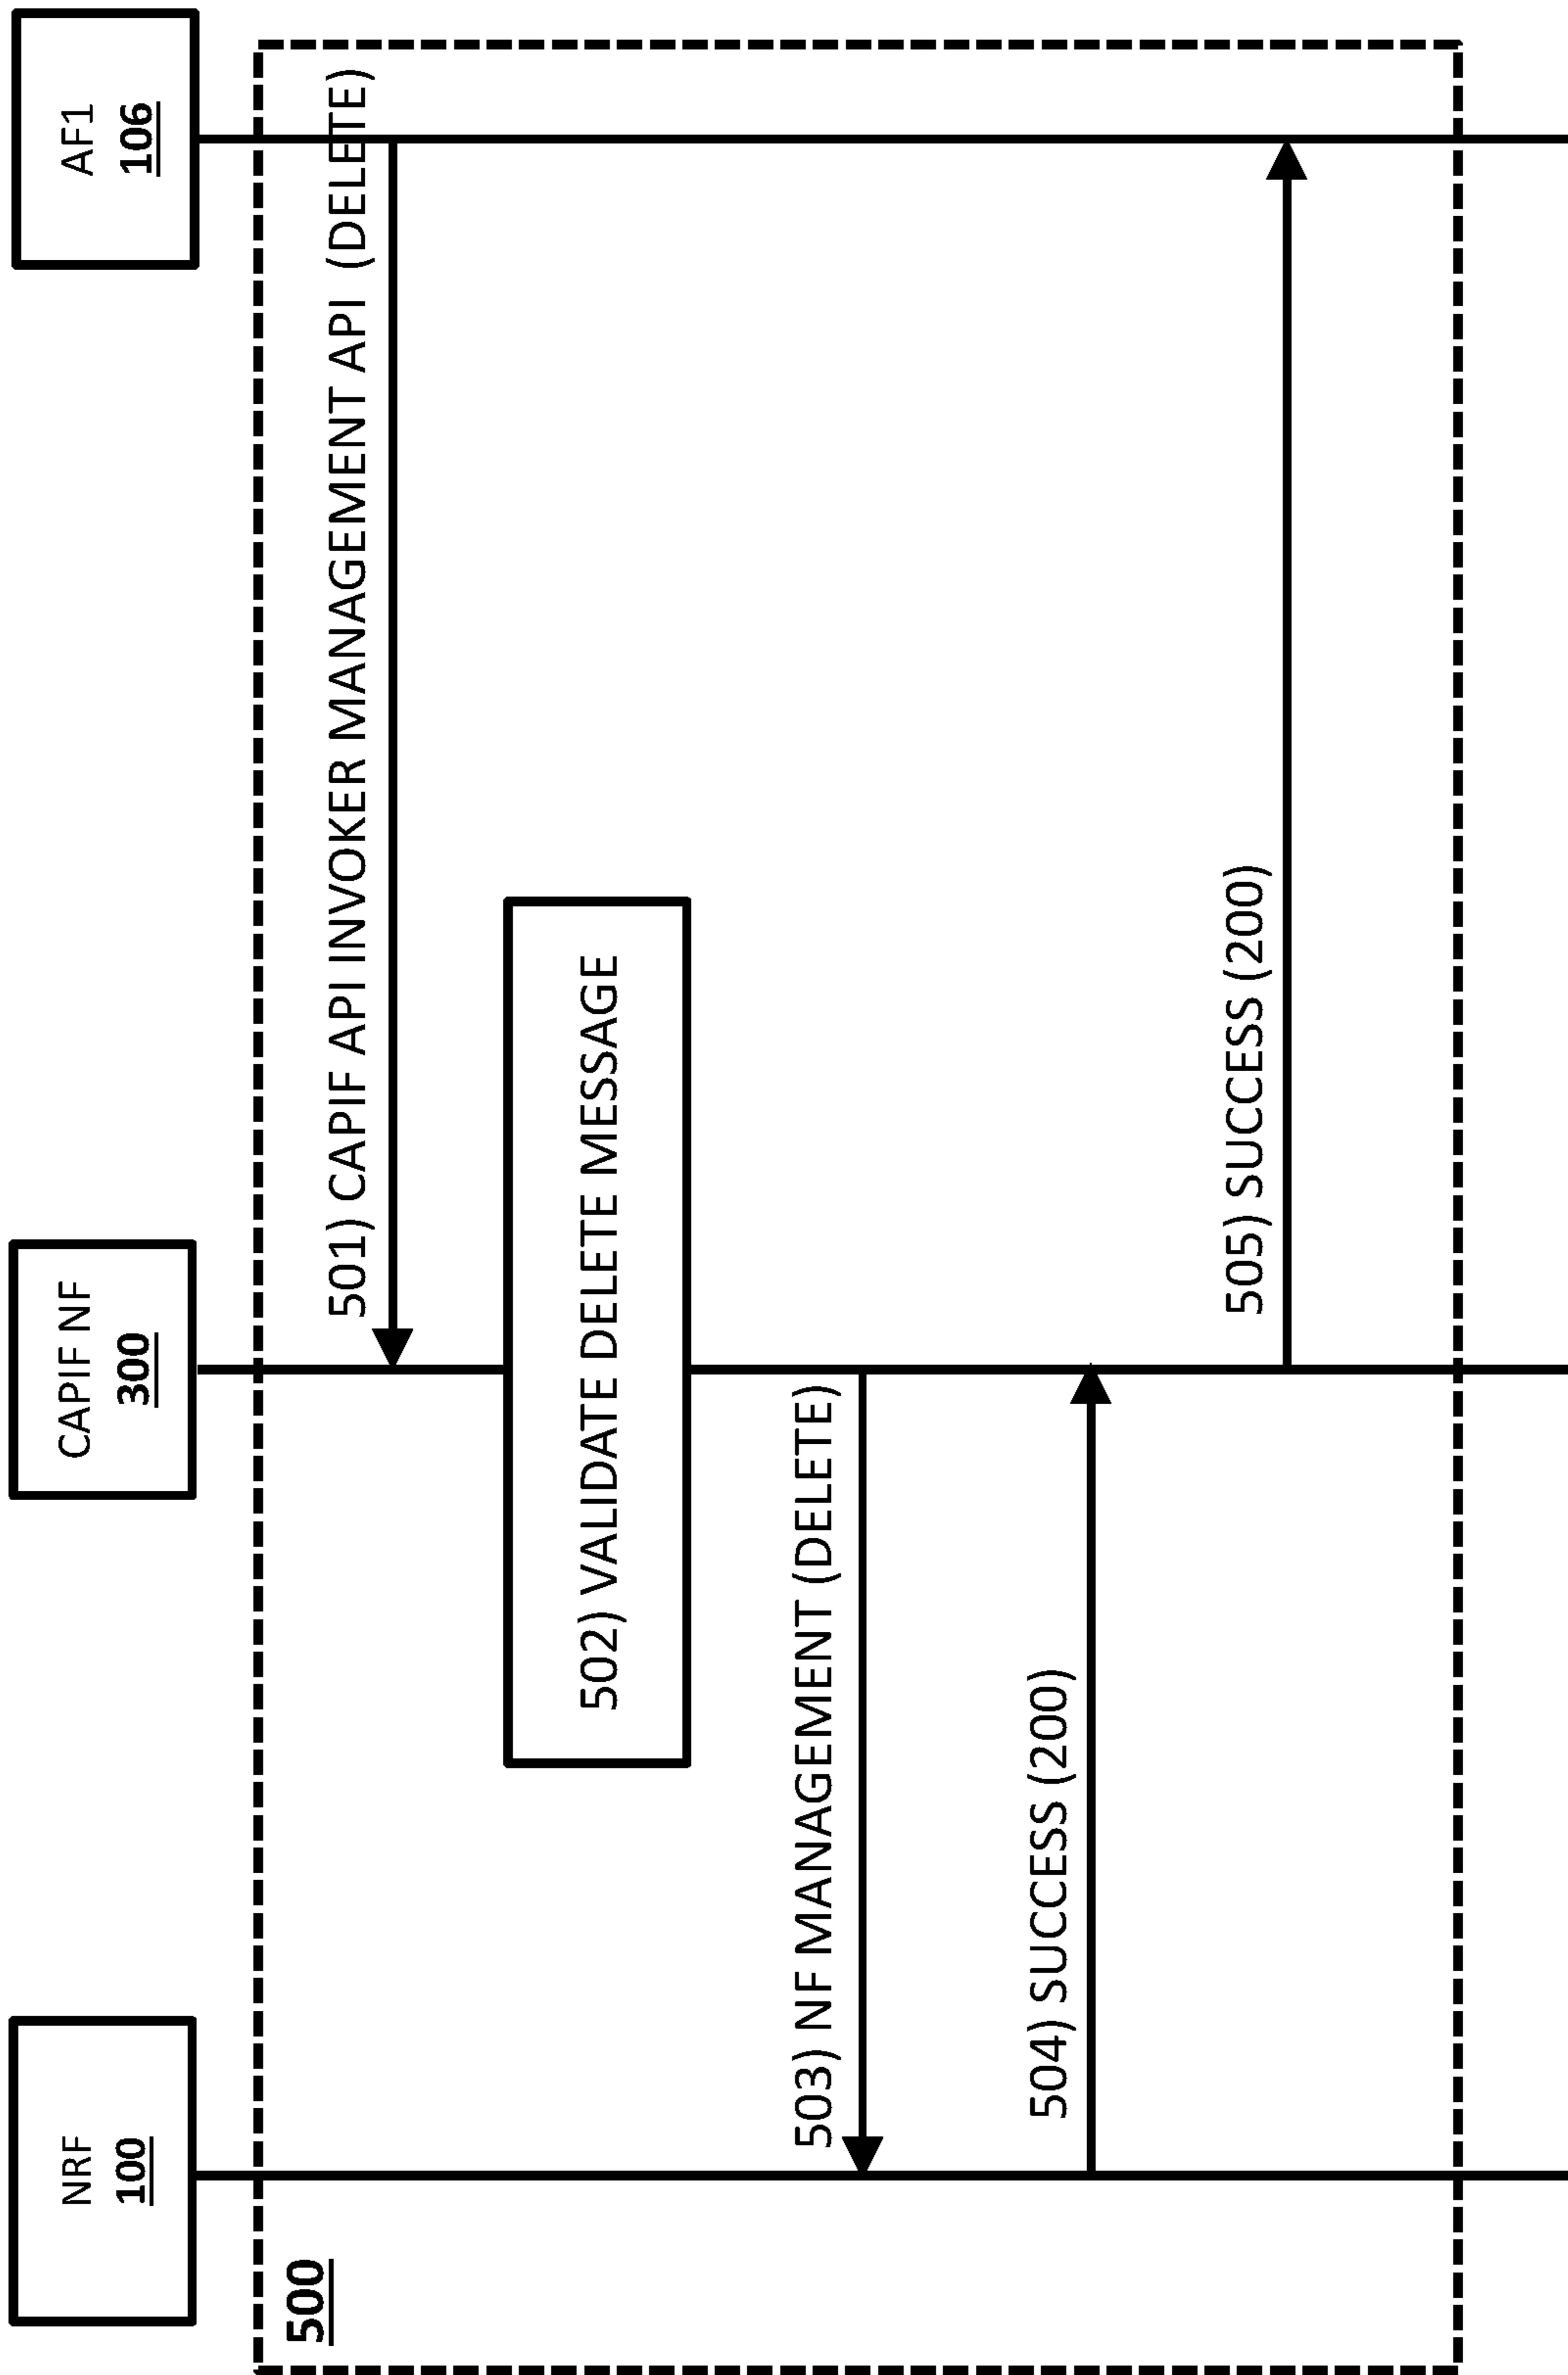 NRF
100
CAPIF NF
300
AF1
106
500
501) CAPIF API INVOKER MANAGEMENT API (DELETE)
502) VALIDATE DELETE MESSAGE
503) NF MANAGEMENT (DELETE)
504) SUCCESS (200)
505) SUCCESS (200)